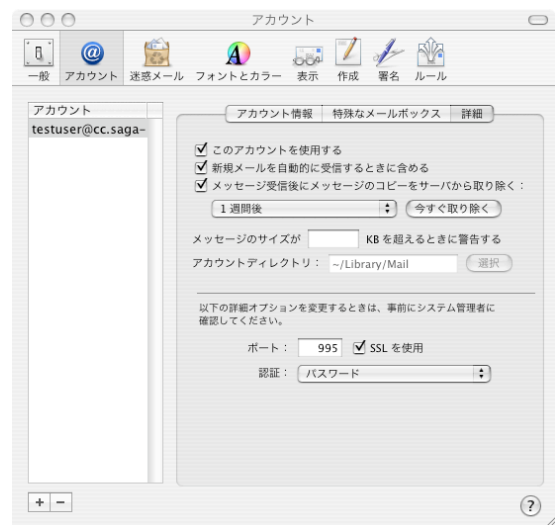 アカウント
一般 アカウント 迷惑メール フォントとカラー 表示 作成 署名 ルール
アカウント
testuser@cc.saga-
アカウント情報 特殊なメールボックス 詳細
このアカウントを使用する
新規メールを自動的に受信するときに含める
メッセージ受信後にメッセージのコピーをサーバから取り除く：
1 週間後 今すぐ取り除く
メッセージのサイズが KB を超えるときに警告する
アカウントディレクトリ： ~/Library/Mail 選択
以下の詳細オプションを変更するときは、事前にシステム管理者に
確認してください。
ポート： 995 SSL を使用
認証： パスワード